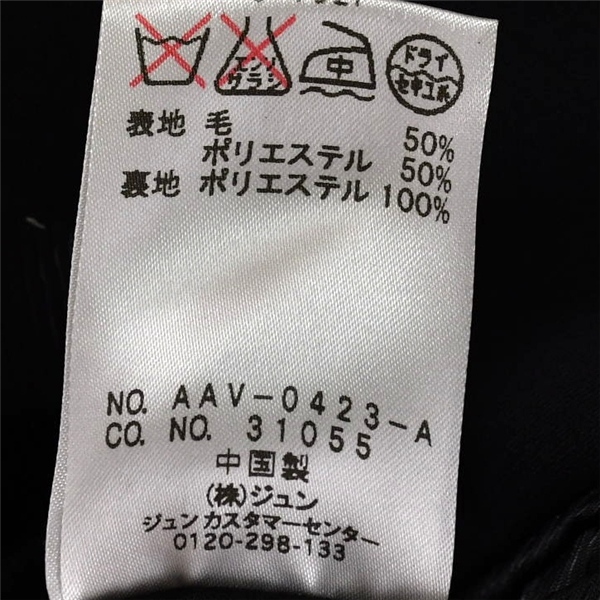 エンソ
サラシ
中
ドライ
セキユ系
表地 毛 50%
ポリエステル 50%
裏地 ポリエステル 100%
NO. AAV-0423-A
CO. NO. 31055
中国製
(株)ジュン
ジュンカスタマーセンター
0120-298-133